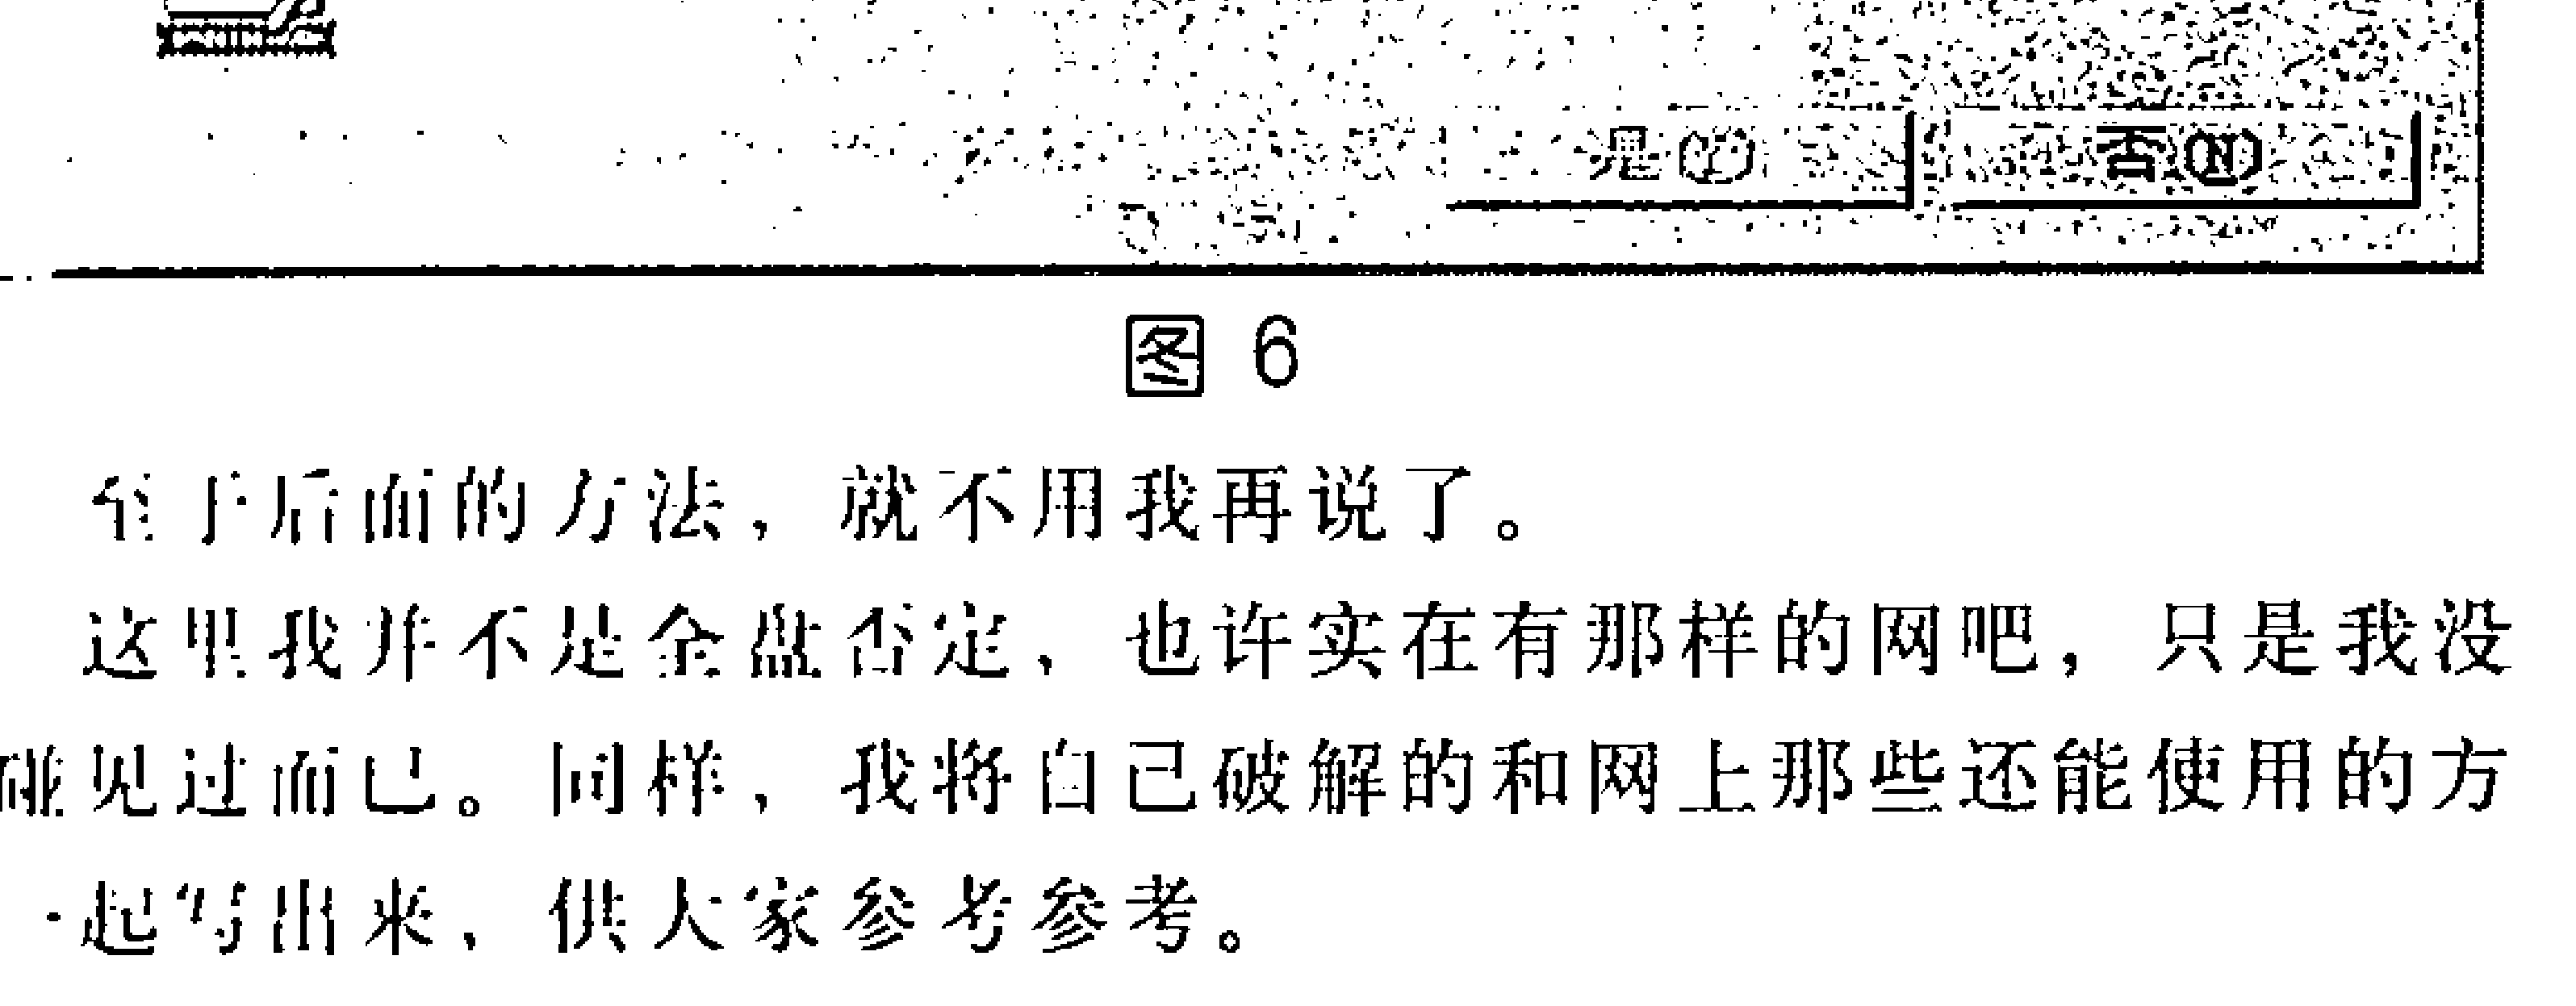 是(Y) 否(N)
图 6
至于后面的方法，就不用我再说了。
这里我并不是全盘否定，也许实在有那样的网吧，只是我没
碰见过而已。同样，我将自己破解的和网上那些还能使用的方
一起写出来，供大家参考参考。